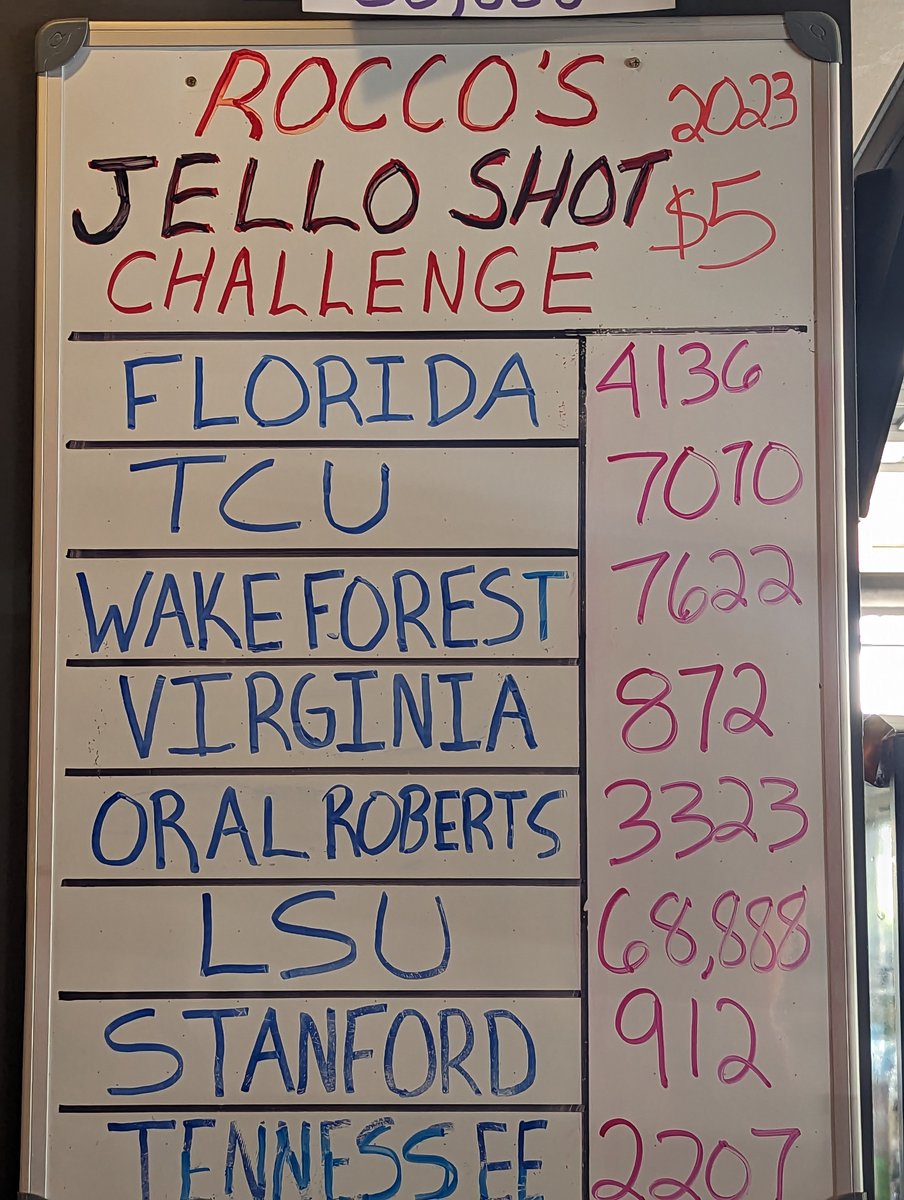 ROCCO'S 2023
JELLO SHOT $5
CHALLENGE
FLORIDA 4136
TCU 7070
WAKE FOREST 7622
VIRGINIA 872
ORAL ROBERTS 3323
LSU 68,888
STANFORD 912
TENNESSEE 2207